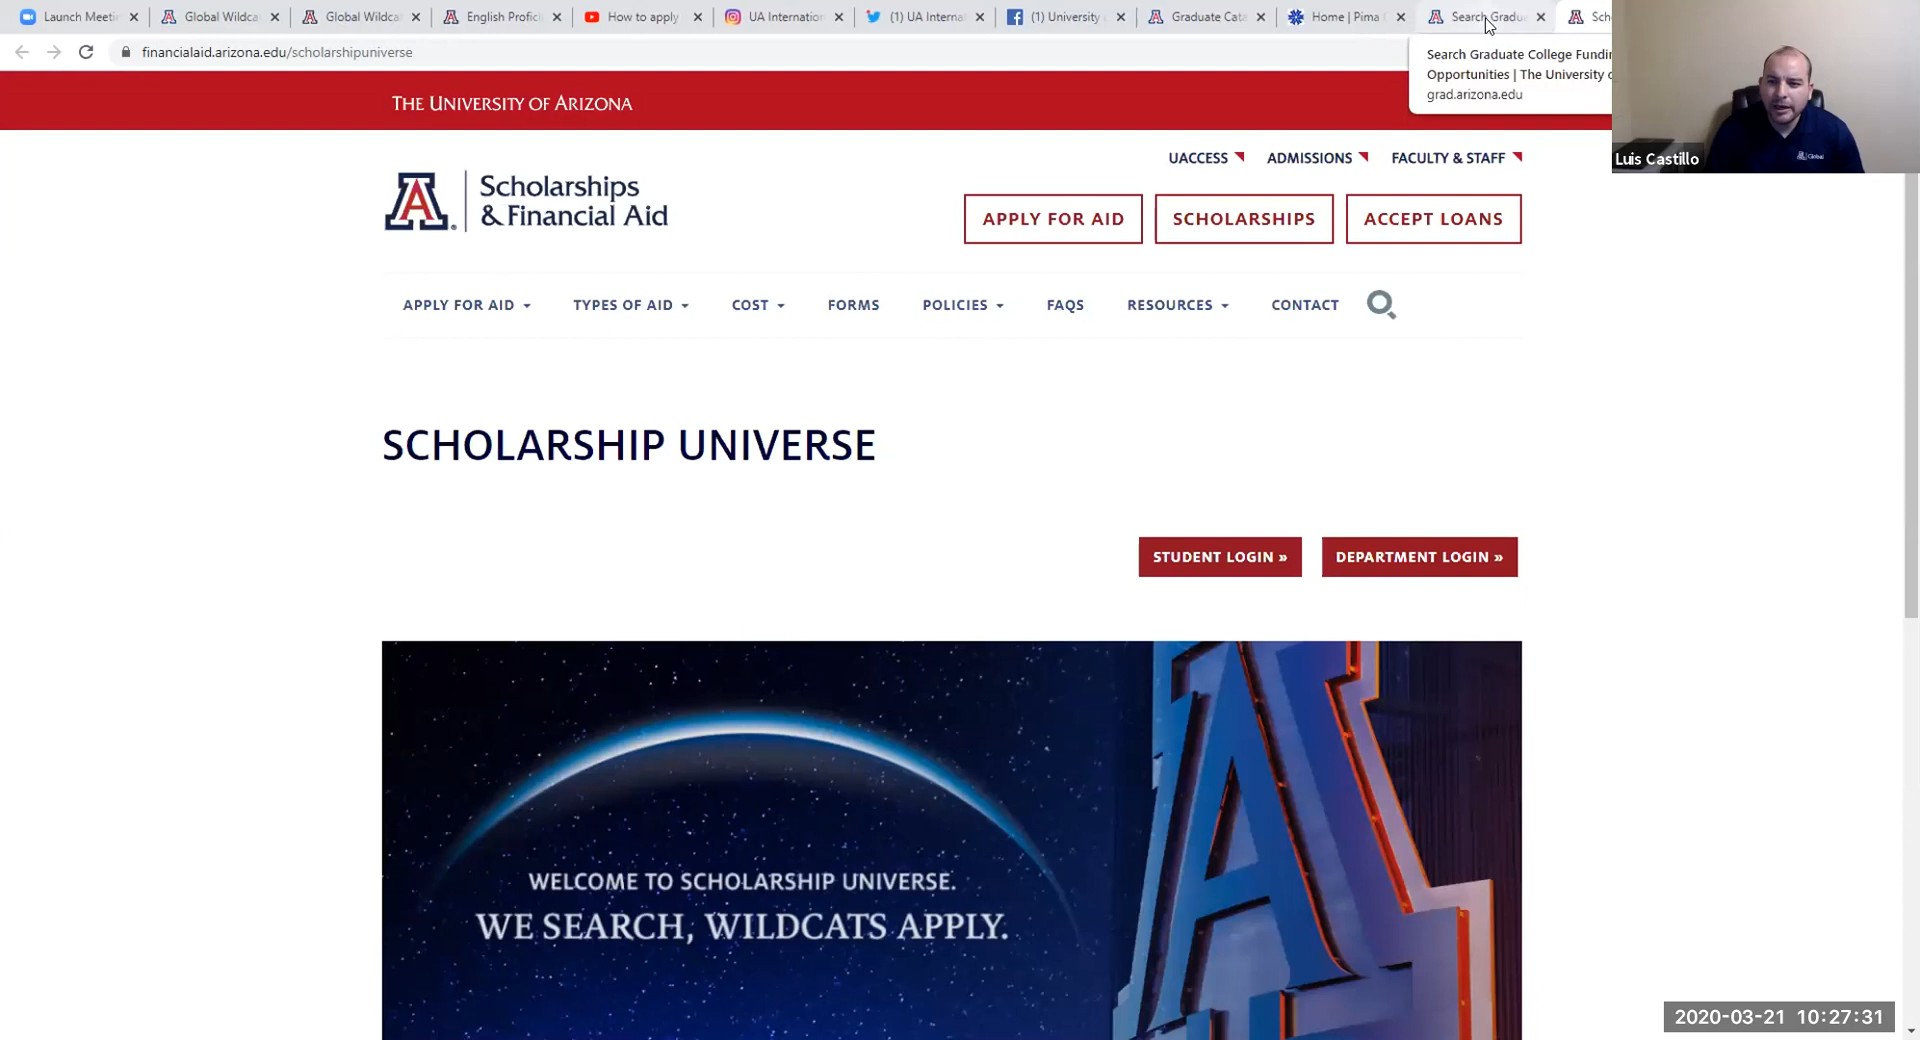 Launch Meetin
Global Wildca
Global Wildca
English Profici
How to apply
UA Internation
(1) UA Interna
(1) University
Graduate Cata
Home | Pima
Search Gradua
Sch
financialaid.arizona.edu/scholarshipuniverse
Search Graduate College Fundin
Opportunities | The University o
grad.arizona.edu
THE UNIVERSITY OF ARIZONA
Luis Castillo
Global
UACCESS
ADMISSIONS
FACULTY & STAFF
A
Scholarships
& Financial Aid
APPLY FOR AID
SCHOLARSHIPS
ACCEPT LOANS
APPLY FOR AID
TYPES OF AID
COST
FORMS
POLICIES
FAQS
RESOURCES
CONTACT
SCHOLARSHIP UNIVERSE
STUDENT LOGIN »
DEPARTMENT LOGIN »
WELCOME TO SCHOLARSHIP UNIVERSE.
WE SEARCH, WILDCATS APPLY.
A
2020-03-21 10:27:31